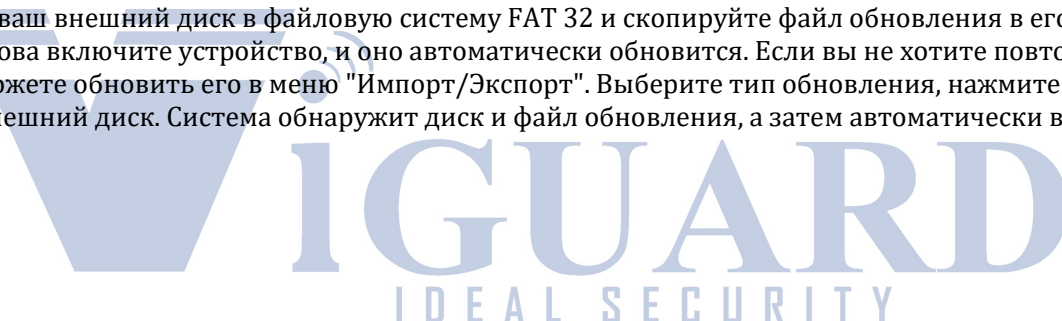 ваш внешний диск в файловую систему FAT 32 и скопируйте файл обновления в его
ова включите устройство, и оно автоматически обновится. Если вы не хотите повто
ожете обновить его в меню "Импорт/Экспорт". Выберите тип обновления, нажмите
нешний диск. Система обнаружит диск и файл обновления, а затем автоматически в
ViGUARD
IDEAL SECURITY